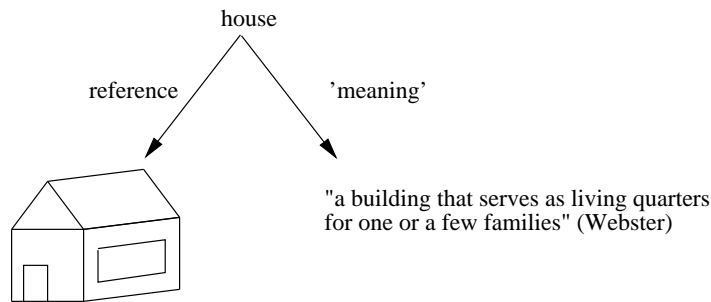 house
reference
’meaning’
"a building that serves as living quarters
for one or a few families" (Webster)